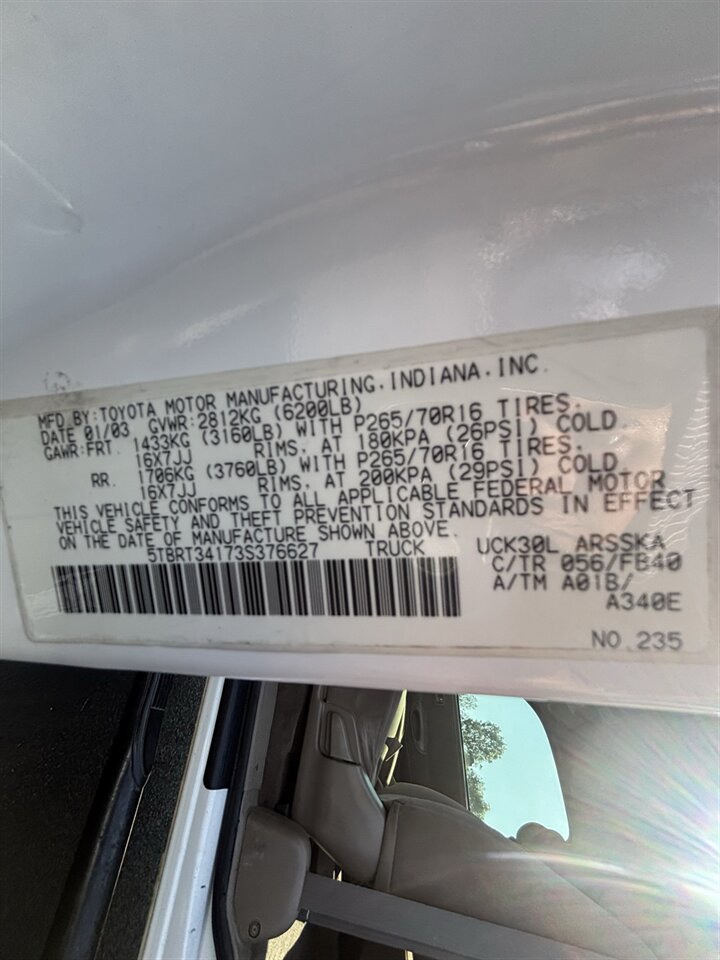 MFD BY:TOYOTA MOTOR MANUFACTURING.INDIANA.INC.
DATE 01/03 GVWR:2812KG (6200LB)
GAWR:FRT. 1433KG (3160LB) WITH P265/70R16 TIRES.
16X7JJ RIMS. AT 180KPA (26PSI) COLD.
RR. 1706KG (3760LB) WITH P265/70R16 TIRES.
16X7JJ RIMS. AT 200KPA (29PSI) COLD.
THIS VEHICLE CONFORMS TO ALL APPLICABLE FEDERAL MOTOR
VEHICLE SAFETY AND THEFT PREVENTION STANDARDS IN EFFECT
ON THE DATE OF MANUFACTURE SHOWN ABOVE.
5TBRT34173S376627 TRUCK UCK30L ARSSKA
C/TR 056/FB40
A/TM A01B/
A340E
NO.235